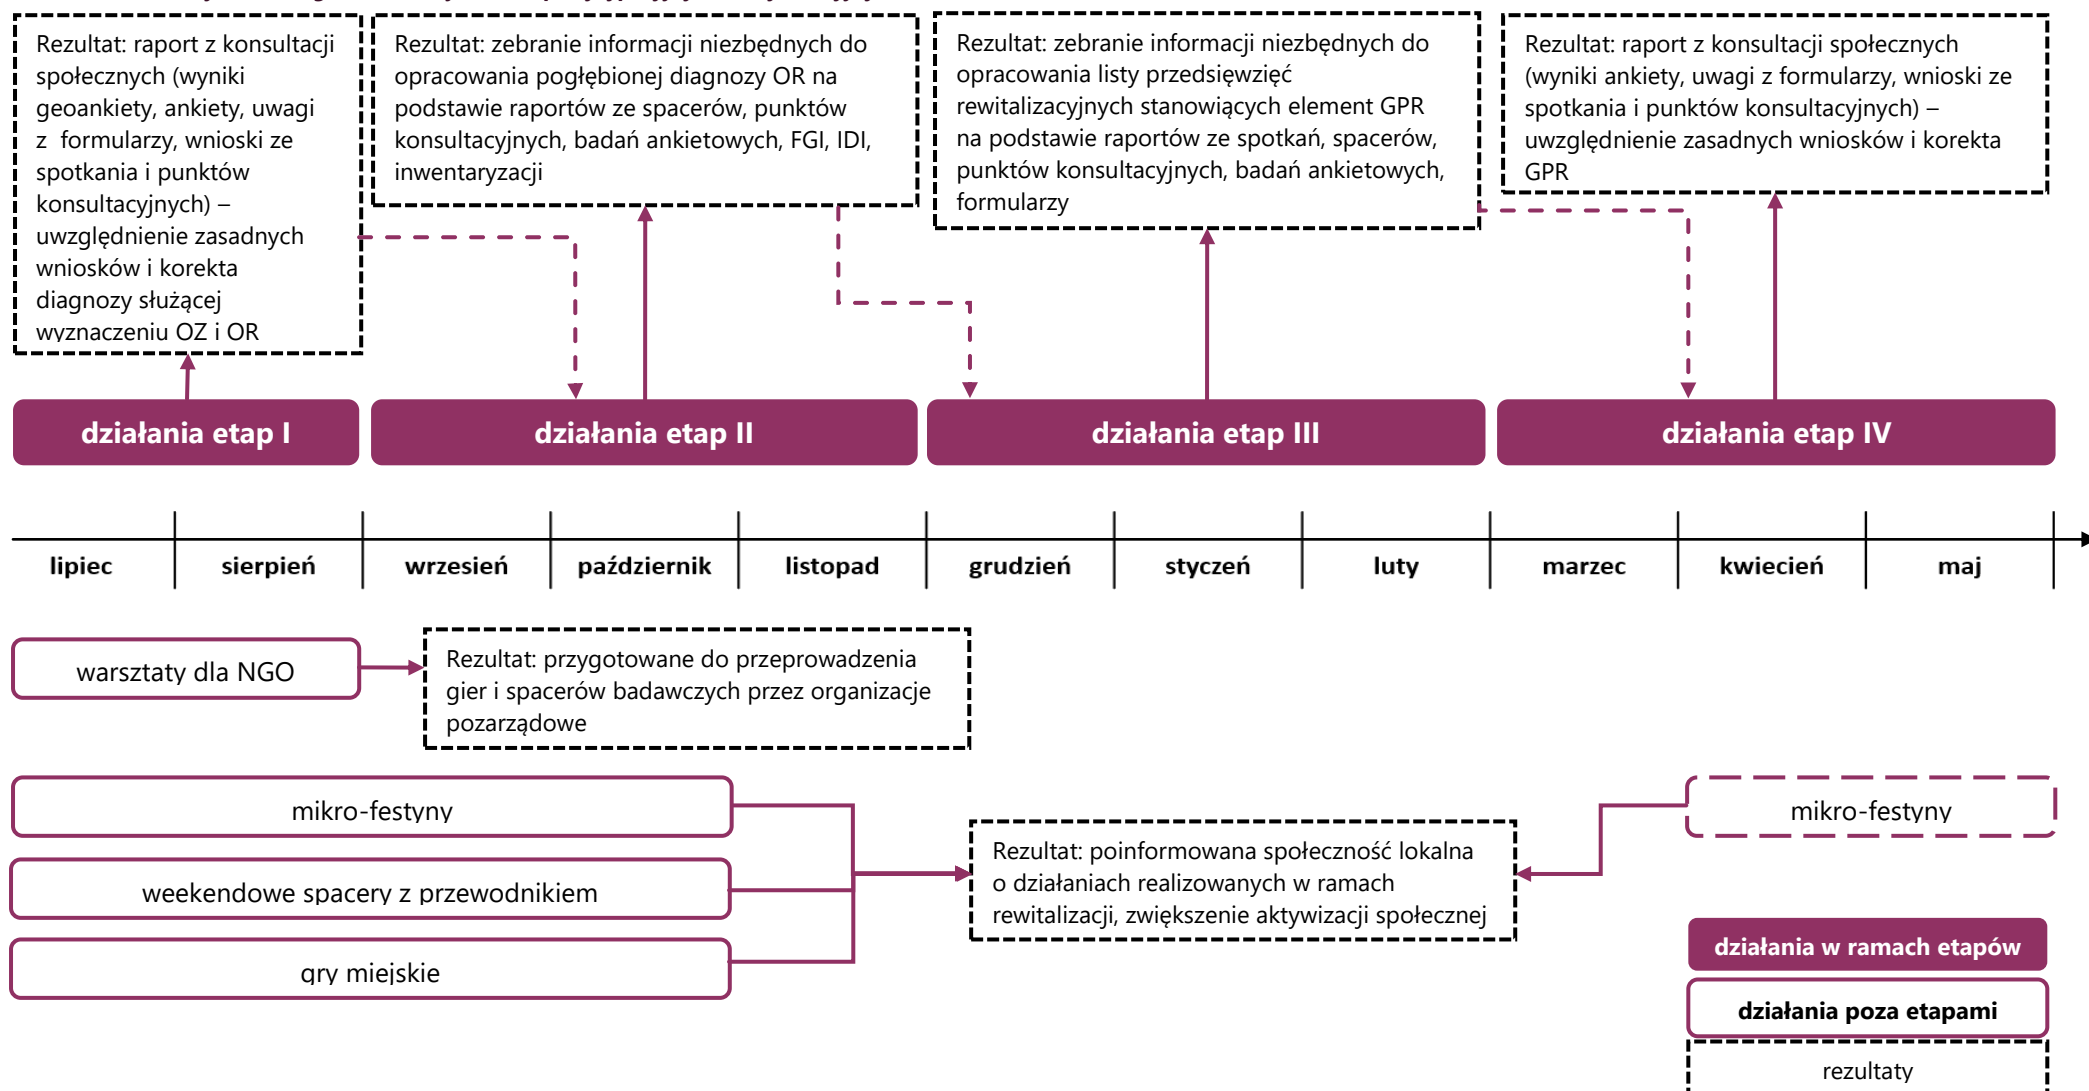 Rezultat: raport z konsultacji
społecznych (wyniki
geoankiety, ankiety, uwagi
z formularzy, wnioski ze
spotkania i punktów
konsultacyjnych) –
uwzględnienie zasadnych
wniosków i korekta
diagnozy służącej
wyznaczeniu OZ i OR
Rezultat: zebranie informacji niezbędnych do
opracowania pogłębionej diagnozy OR na
podstawie raportów ze spacerów, punktów
konsultacyjnych, badań ankietowych, FGI, IDI,
inwentaryzacji
Rezultat: zebranie informacji niezbędnych do
opracowania listy przedsięwzięć
rewitalizacyjnych stanowiących element GPR
na podstawie raportów ze spotkań, spacerów,
punktów konsultacyjnych, badań ankietowych,
formularzy
Rezultat: raport z konsultacji społecznych
(wyniki ankiety, uwagi z formularzy, wnioski ze
spotkania i punktów konsultacyjnych) –
uwzględnienie zasadnych wniosków i korekta
GPR
działania etap I
działania etap II
działania etap III
działania etap IV
lipiec
sierpień
wrzesień
październik
listopad
grudzień
styczeń
luty
marzec
kwiecień
maj
warsztaty dla NGO
Rezultat: przygotowane do przeprowadzenia
gier i spacerów badawczych przez organizacje
pozarządowe
mikro-festyny
weekendowe spacery z przewodnikiem
gry miejskie
Rezultat: poinformowana społeczność lokalna
o działaniach realizowanych w ramach
rewitalizacji, zwiększenie aktywizacji społecznej
mikro-festyny
działania w ramach etapów
działania poza etapami
rezultaty